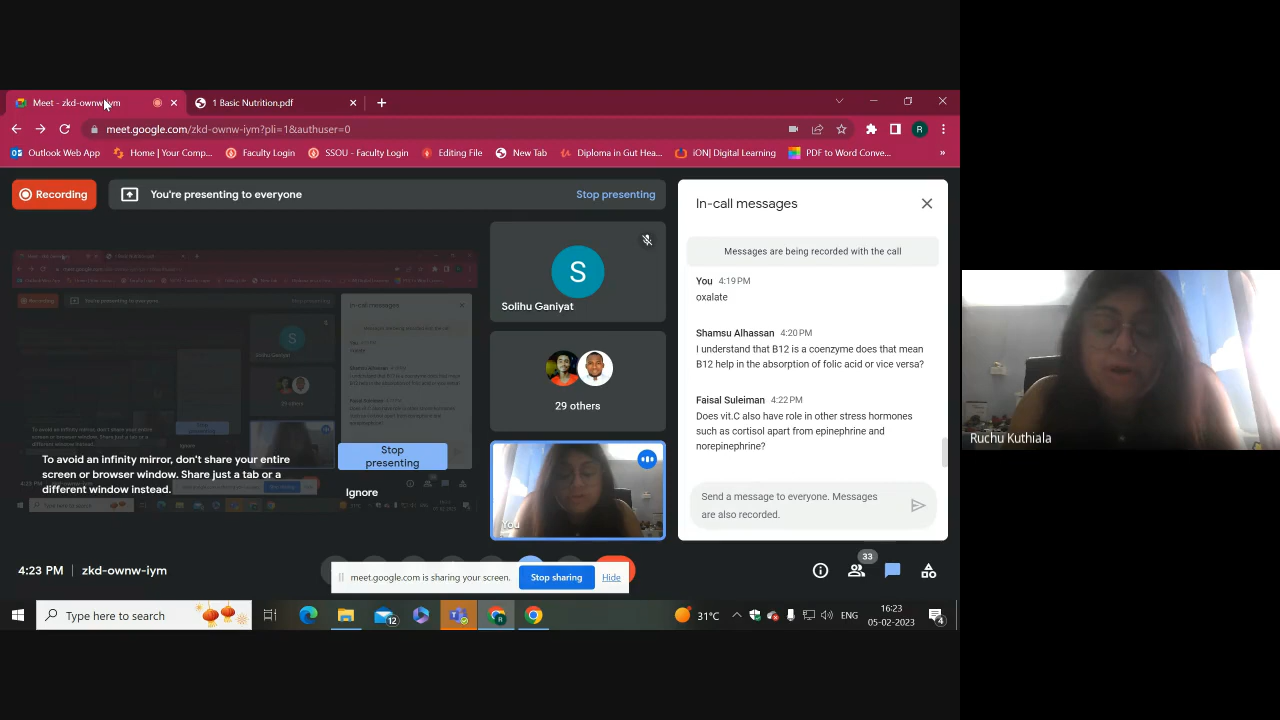 Meet - zkd-ownw-iym
1 Basic Nutrition.pdf
meet.google.com/zkd-ownw-iym?pli=1&authuser=0
R
Outlook Web App
Home | Your Comp...
Faculty Login
SSOU - Faculty Login
Editing File
New Tab
Diploma in Gut Hea...
iON| Digital Learning
PDF to Word Conve...
»
Recording
You're presenting to everyone
Stop presenting
S
Solihu Ganiyat
29 others
To avoid an infinity mirror, don't share your entire
screen or browser window. Share just a tab or a
different window instead.
Stop
presenting
Ignore
You
In-call messages
Messages are being recorded with the call
You 4:19 PM
oxalate
Shamsu Alhassan 4:20 PM
I understand that B12 is a coenzyme does that mean
B12 help in the absorption of folic acid or vice versa?
Faisal Suleiman 4:22 PM
Does vit.C also have role in other stress hormones
such as cortisol apart from epinephrine and
norepinephrine?
Send a message to everyone. Messages
are also recorded.
4:23 PM | zkd-ownw-iym
meet.google.com is sharing your screen.
Stop sharing
Hide
33
Type here to search
12
31°C
ENG
16:23
05-02-2023
4
Ruchu Kuthiala